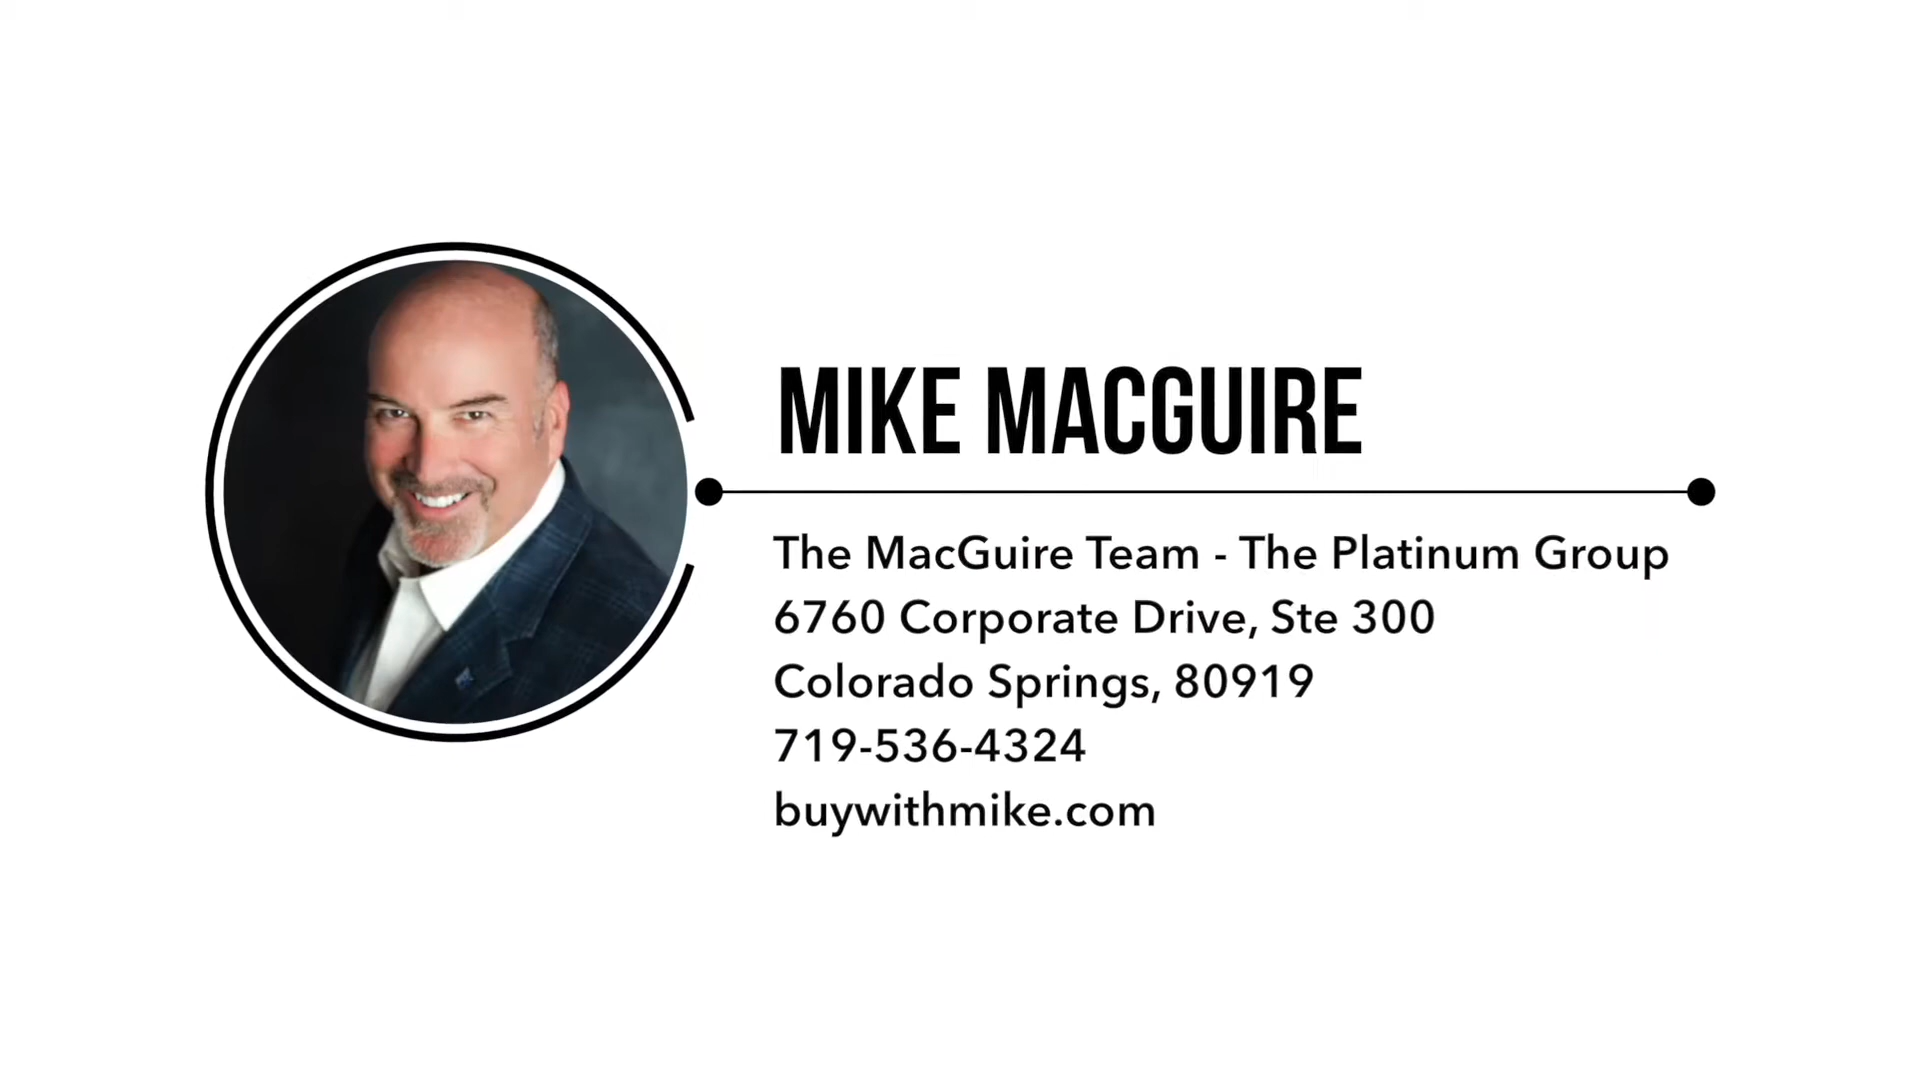 MIKE MACGUIRE
The MacGuire Team - The Platinum Group
6760 Corporate Drive, Ste 300
Colorado Springs, 80919
719-536-4324
buywithmike.com